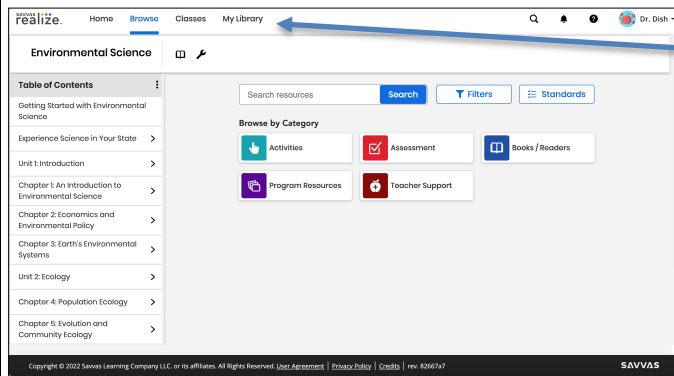 SAVVAS
realize.
Home Browse Classes My Library
Dr. Dish
Environmental Science
Table of Contents
Getting Started with Environmental
Science
Experience Science in Your State
Unit 1: Introduction
Chapter 1: An Introduction to
Environmental Science
Chapter 2: Economics and
Environmental Policy
Chapter 3: Earth's Environmental
Systems
Unit 2: Ecology
Chapter 4: Population Ecology
Chapter 5: Evolution and
Community Ecology
Search resources Search Filters Standards
Browse by Category
Activities Assessment Books / Readers
Program Resources Teacher Support
Copyright © 2022 Savvas Learning Company LLC. or its affiliates. All Rights Reserved. User Agreement | Privacy Policy | Credits | rev. 82667a7
SAVVAS